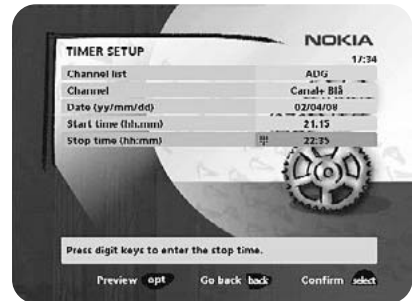 NOKIA
TIMER SETUP
17:34
Channel list ADG
Channel Canal+ Blå
Date (yy/mm/dd) 02/04/08
Start time (hh:mm) 21.15
Stop time (hh:mm) 22:35
Press digit keys to enter the stop time.
Preview opt Go back back Confirm select